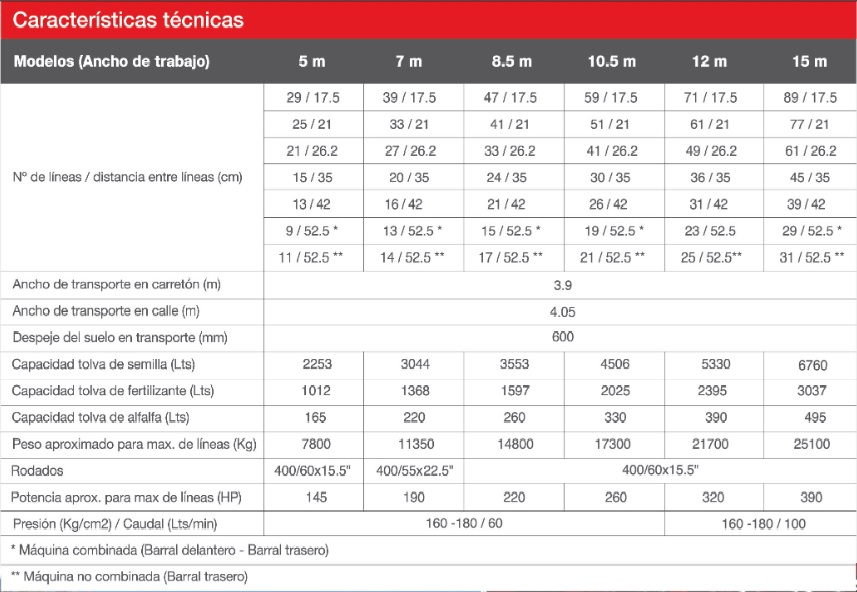 Características técnicas
Modelos (Ancho de trabajo) 5 m 7 m 8.5 m 10.5 m 12 m 15 m
Nº de líneas / distancia entre líneas (cm)
29 / 17.5 39 / 17.5 47 / 17.5 59 / 17.5 71 / 17.5 89 / 17.5
25 / 21 33 / 21 41 / 21 51 / 21 61 / 21 77 / 21
21 / 26.2 27 / 26.2 33 / 26.2 41 / 26.2 49 / 26.2 61 / 26.2
15 / 35 20 / 35 24 / 35 30 / 35 36 / 35 45 / 35
13 / 42 16 / 42 21 / 42 26 / 42 31 / 42 39 / 42
9 / 52.5 * 13 / 52.5 * 15 / 52.5 * 19 / 52.5 * 23 / 52.5 29 / 52.5 *
11 / 52.5 ** 14 / 52.5 ** 17 / 52.5 ** 21 / 52.5 ** 25 / 52.5** 31 / 52.5 **
Ancho de transporte en carretón (m) 3.9
Ancho de transporte en calle (m) 4.05
Despeje del suelo en transporte (mm) 600
Capacidad tolva de semilla (Lts) 2253 3044 3553 4506 5330 6760
Capacidad tolva de fertilizante (Lts) 1012 1368 1597 2025 2395 3037
Capacidad tolva de alfalfa (Lts) 165 220 260 330 390 495
Peso aproximado para max. de líneas (Kg) 7800 11350 14800 17300 21700 25100
Rodados 400/60x15.5" 400/55x22.5" 400/60x15.5"
Potencia aprox. para max de líneas (HP) 145 190 220 260 320 390
Presión (Kg/cm2) / Caudal (Lts/min) 160 -180 / 60 160 -180 / 100
* Máquina combinada (Barral delantero - Barral trasero)
** Máquina no combinada (Barral trasero)